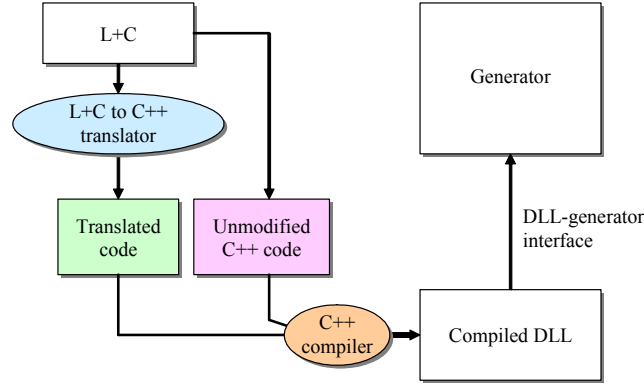 L+C
Generator
L+C to C++
translator
Translated
code
Unmodified
C++ code
DLL-generator
interface
C++
compiler
Compiled DLL